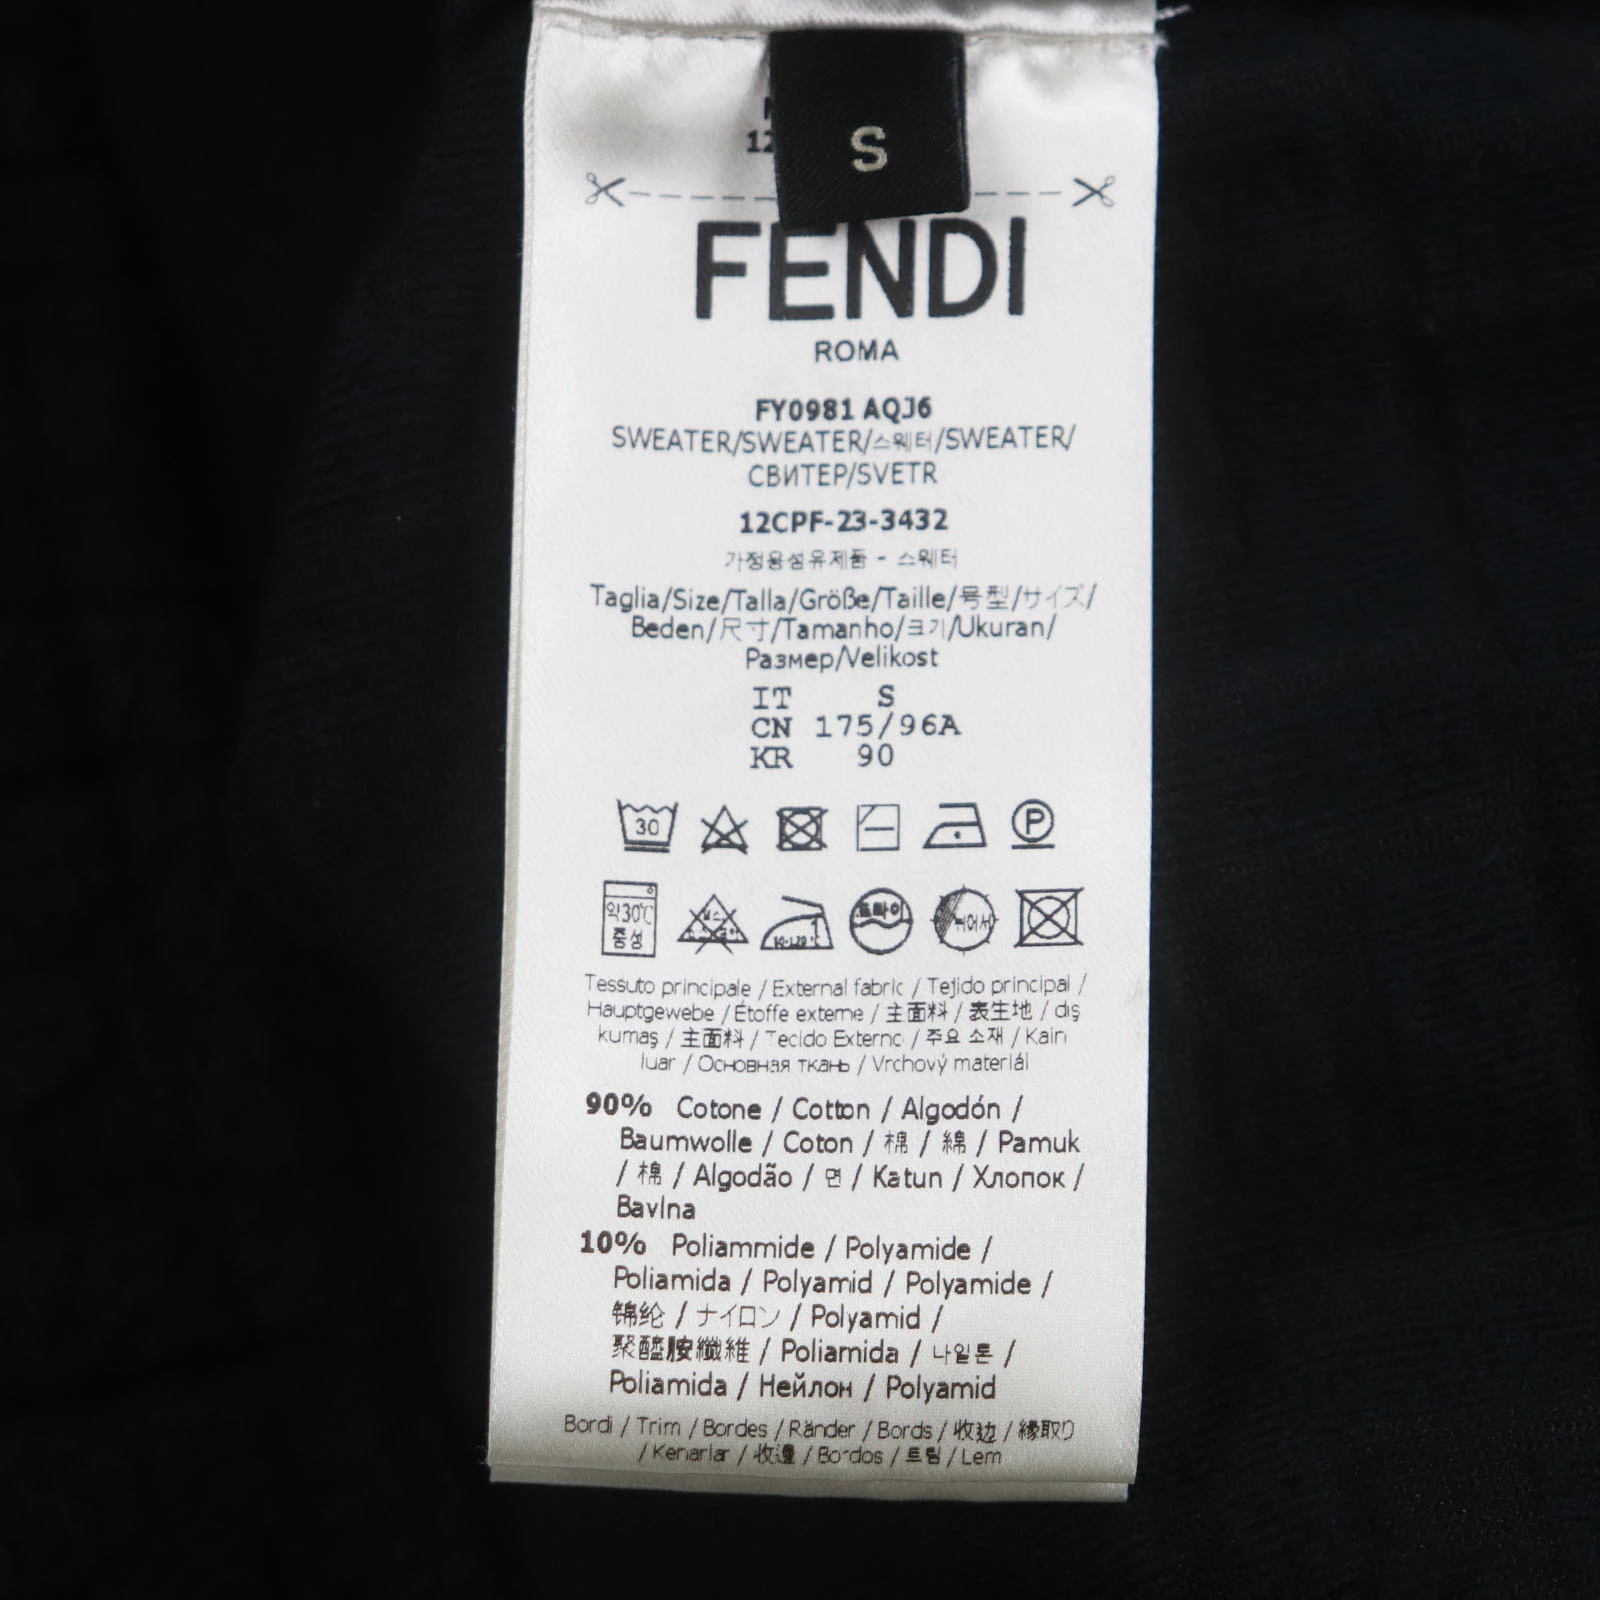 S
12
FENDI
ROMA
FY0981 AQJ6
SWEATER/SWEATER/스웨터/SWEATER/
СВИТЕР/SVETR
12CPF-23-3432
가정용섬유제품 - 스웨터
Taglia/Size/Talla/Größe/Taille/号型/サイズ/
Beden/尺寸/Tamanho/크기/Ukuran/
Размер/Velikost
IT S
CN 175/96A
KR 90
30 P
약30℃ 중성 드라이
Tessuto principale / External fabric / Tejido principal /
Hauptgewebe / Étoffe externe / 主面料 / 表生地 / dış
kumaş / 主面料 / Tecido Externo / 주요 소재 / Kain
luar / Основная ткань / Vrchový materiál
90% Cotone / Cotton / Algodón /
Baumwolle / Coton / 棉 / 綿 / Pamuk
/ 棉 / Algodão / 면 / Katun / Хлопок /
Bavlna
10% Poliammide / Polyamide /
Poliamida / Polyamid / Polyamide /
锦纶 / ナイロン / Polyamid /
聚醯胺纖維 / Poliamida / 나일론 /
Poliamida / Нейлон / Polyamid
Bordi / Trim / Bordes / Ränder / Bords / 收边 / 縁取り
/ Kenarlar / 收邊 / Bordos / 트림 / Lem